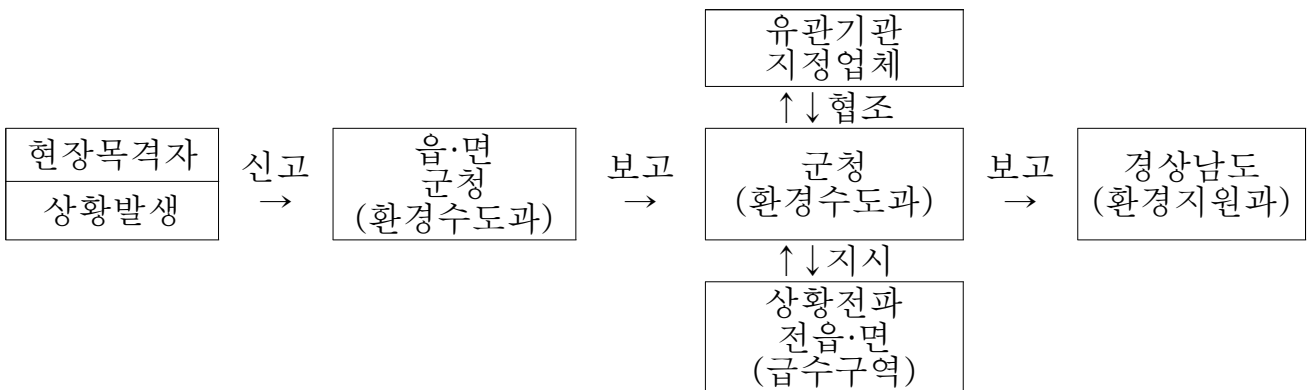 유관기관
지정업체
↑↓협조
현장목격자
상황발생
신고
→
읍·면
군청
(환경수도과)
보고
→
군청
(환경수도과)
보고
→
경상남도
(환경지원과)
↑↓지시
상황전파
전읍·면
(급수구역)